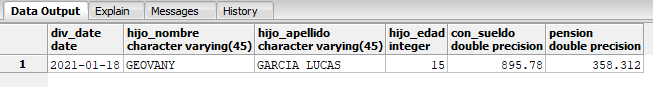 Data Output Explain Messages History
div_date hijo_nombre hijo_apellido hijo_edad con_sueldo pension
date character varying(45) character varying(45) integer double precision double precision
1 2021-01-18 GEOVANY GARCIA LUCAS 15 895.78 358.312